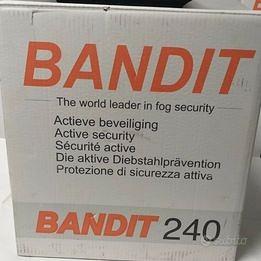 BANDIT
The world leader in fog security
Actieve beveiliging
Active security
Sécurité active
Die aktive Diebstahlprävention
Protezione di sicurezza attiva
BANDIT 240
subito